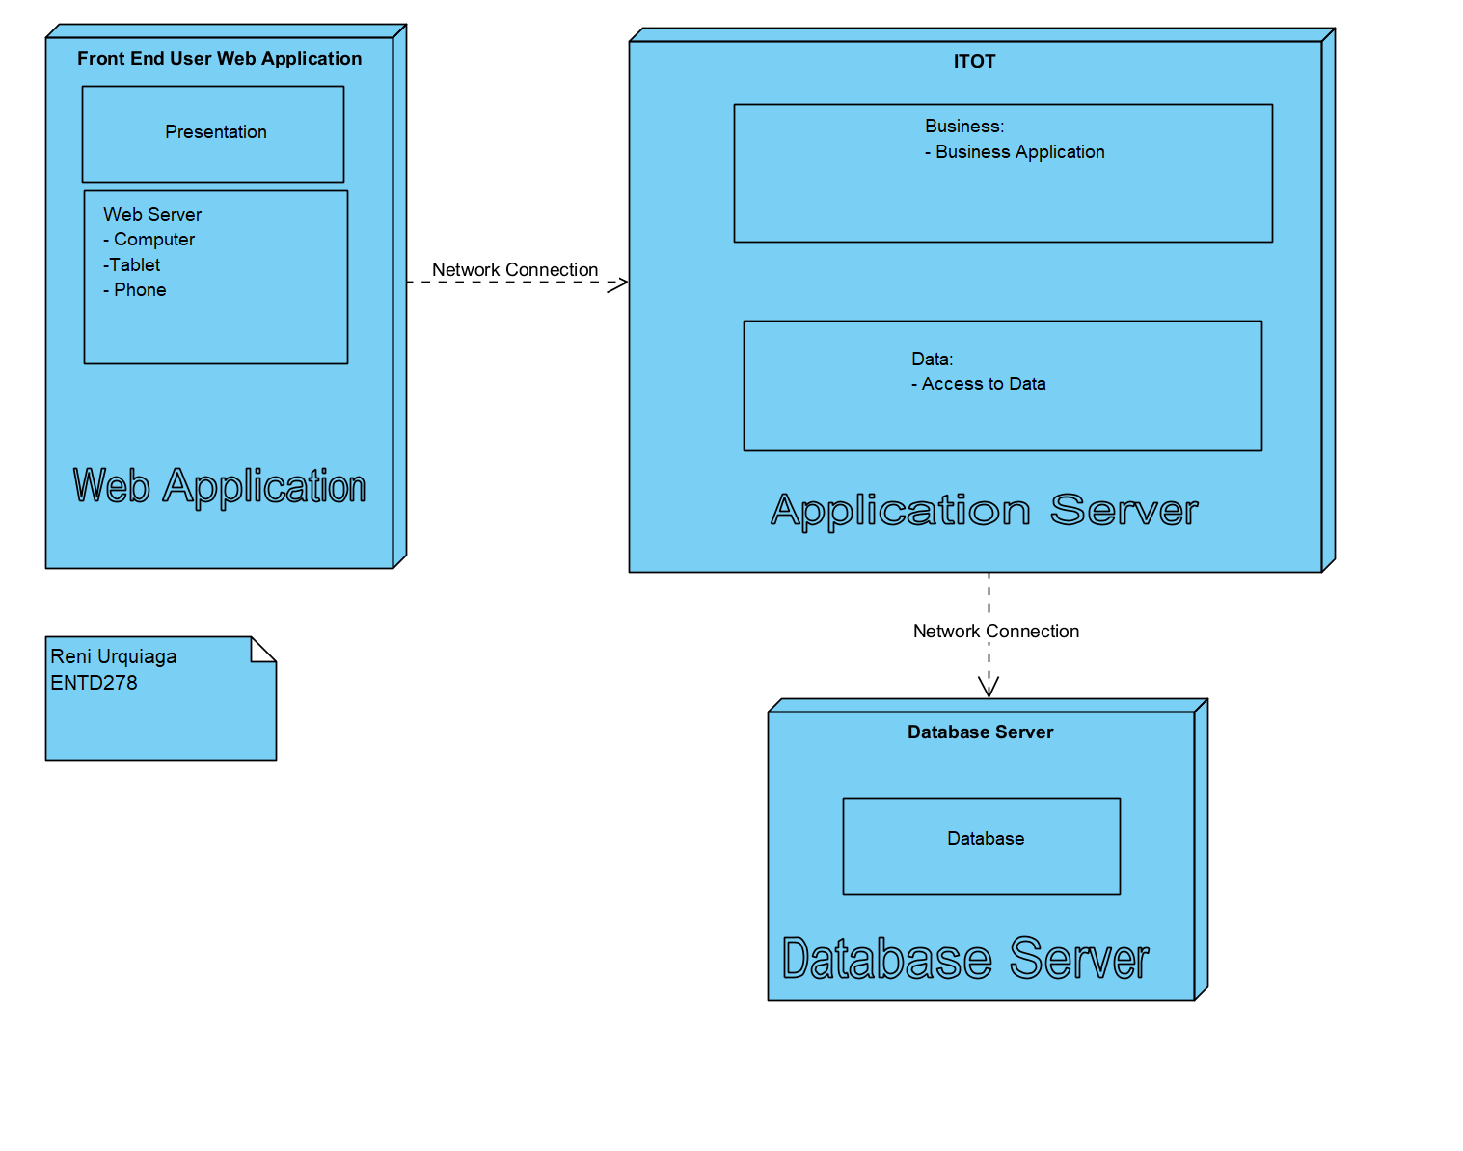 Front End User Web Application
Presentation
Web Server
- Computer
-Tablet
- Phone
Web Application
Network Connection
ITOT
Business:
- Business Application
Data:
- Access to Data
Application Server
Network Connection
Reni Urquiaga
ENTD278
Database Server
Database
Database Server